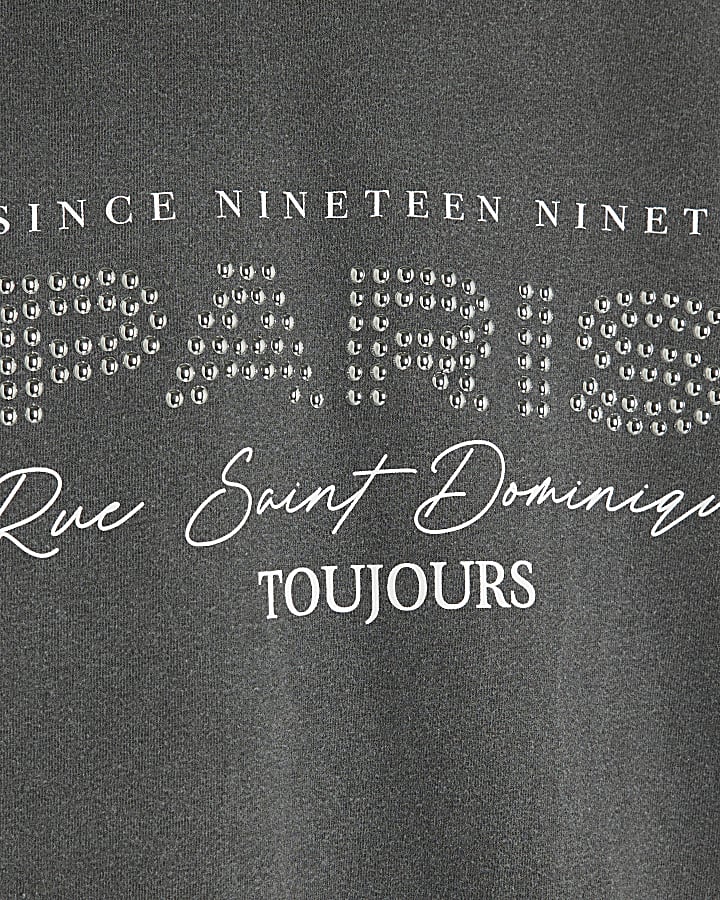 SINCE NINETEEN NINET
PARIS
Rue Saint Dominiqu
TOUJOURS